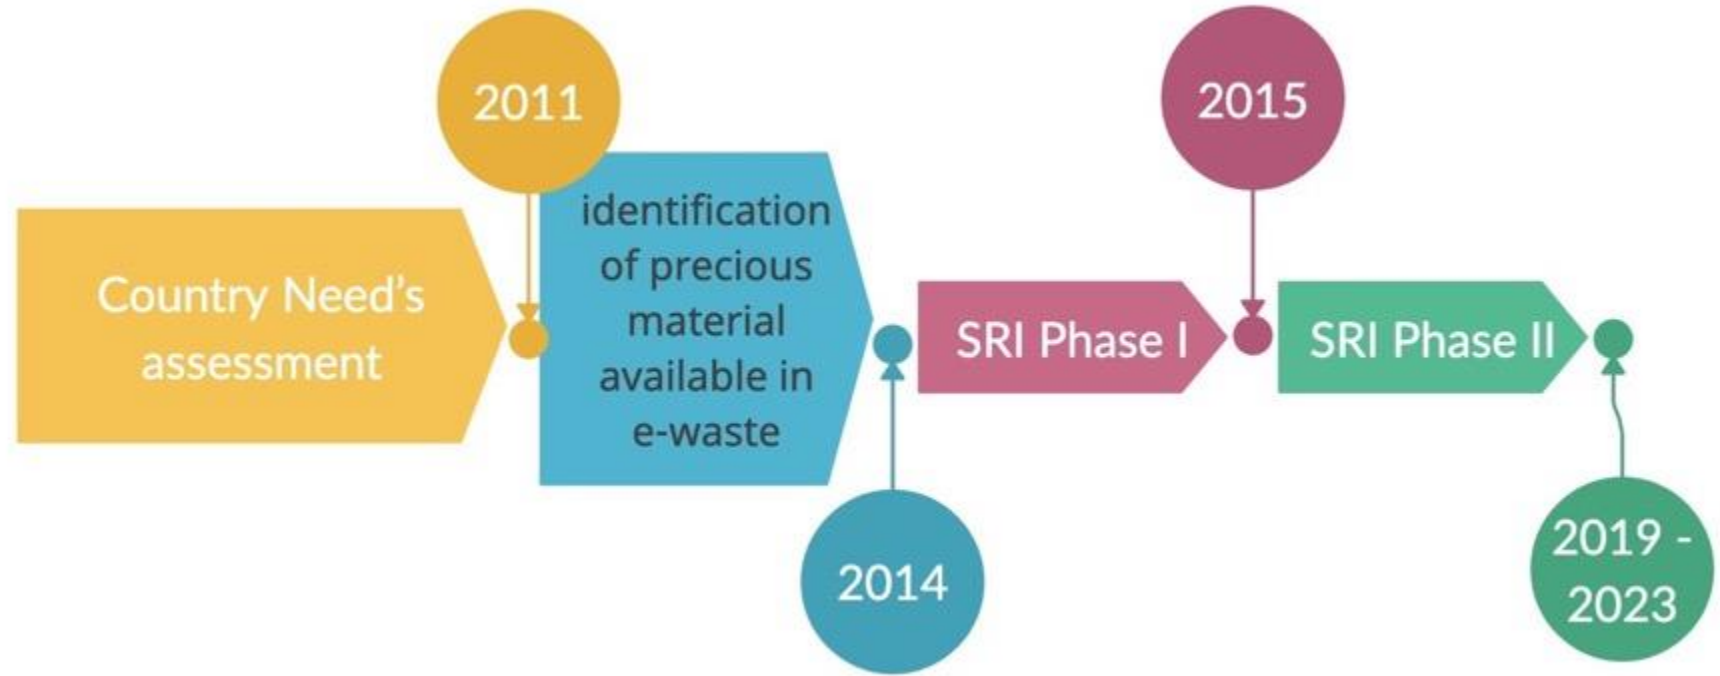 2011
Country Need’s
assessment
identification
of precious
material
available in
e-waste
2014
SRI Phase I
2015
SRI Phase II
2019 -
2023